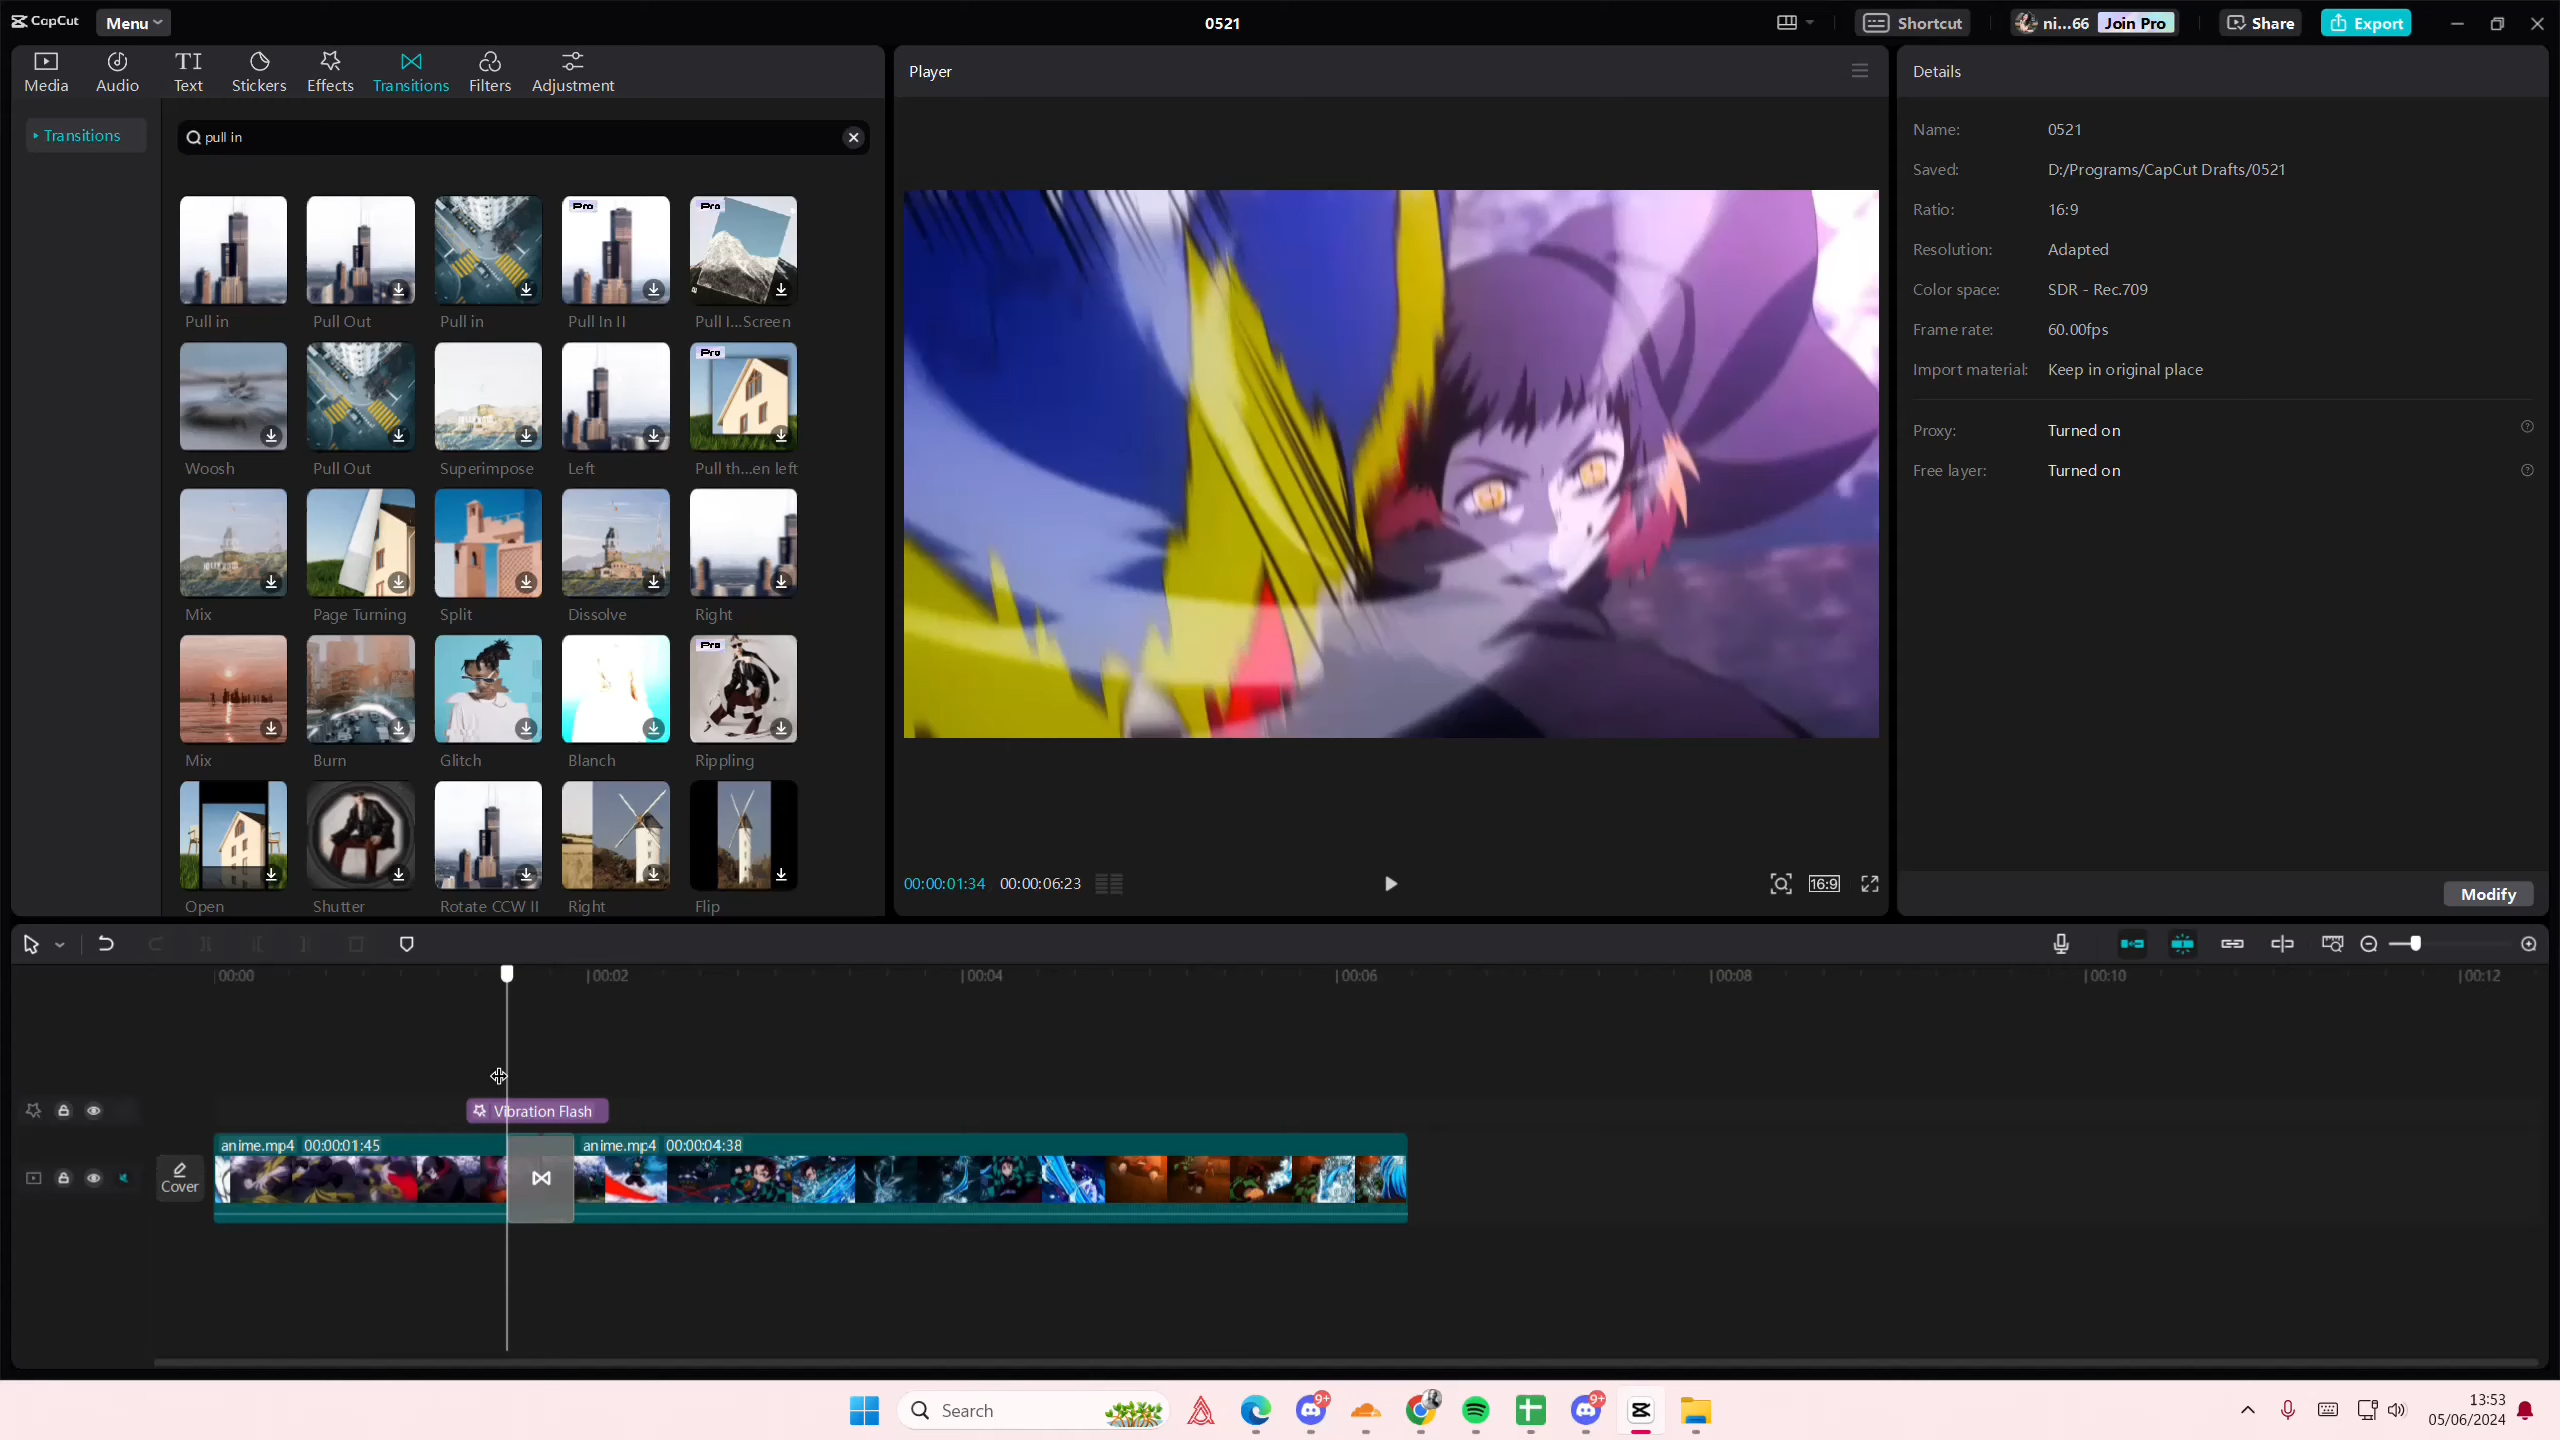 CapCut
Menu
0521
Shortcut
ni...66
Join Pro
Share
Export
Media
Audio
TI
Text
Stickers
Effects
Transitions
Filters
Adjustment
Transitions
pull in
Pull in
Pull Out
Pull in
Pro
Pull In II
Pro
Pull I...Screen
Woosh
Pull Out
Superimpose
Left
Pro
Pull th...en left
Mix
Page Turning
Split
Dissolve
Right
Mix
Burn
Glitch
Blanch
Pro
Rippling
Open
Shutter
Rotate CCW II
Right
Flip
Player
00:00:01:34
00:00:06:23
16:9
Details
Name:
0521
Saved:
D:/Programs/CapCut Drafts/0521
Ratio:
16:9
Resolution:
Adapted
Color space:
SDR - Rec.709
Frame rate:
60.00fps
Import material:
Keep in original place
Proxy:
Turned on
Free layer:
Turned on
Modify
00:00
00:02
00:04
00:06
00:08
00:10
00:12
Vibration Flash
Cover
anime.mp4 00:00:01:45
anime.mp4 00:00:04:38
Search
9+
9+
13:53
05/06/2024